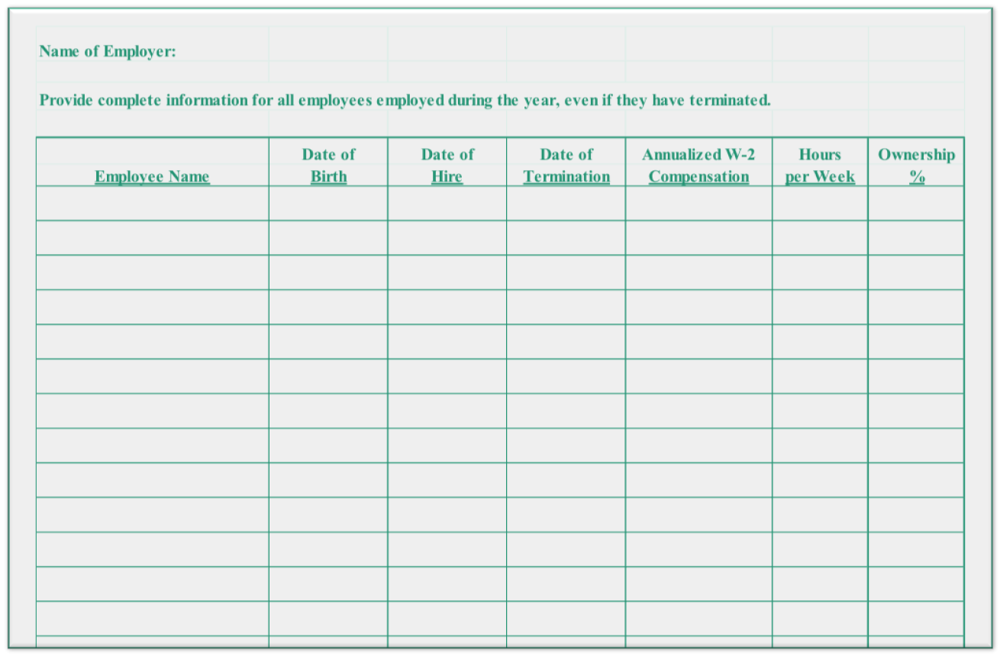 Name of Employer:
Provide complete information for all employees employed during the year, even if they have terminated.
Date of Date of Date of Annualized W-2 Hours Ownership
Employee Name Birth Hire Termination Compensation per Week %